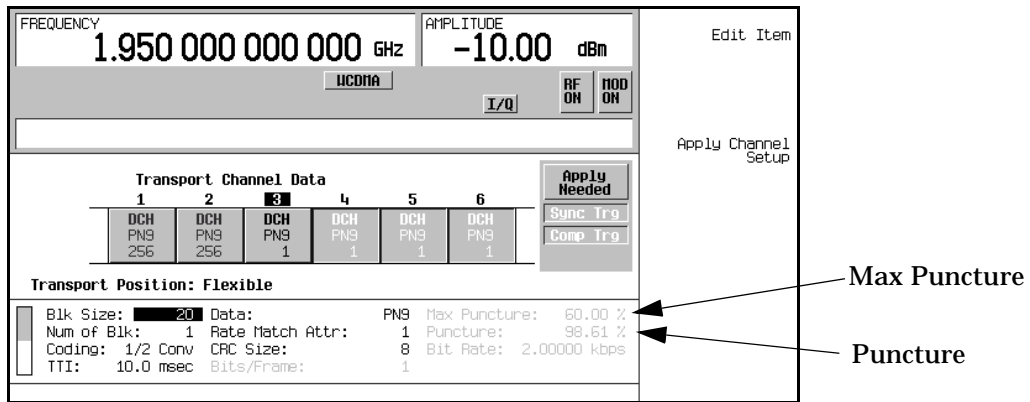 FREQUENCY
1.950 000 000 000 GHz
AMPLITUDE
-10.00 dBm
WCDMA
I/Q
RF ON
MOD ON
Edit Item
Apply Channel Setup
Transport Channel Data
1 2 3 4 5 6
DCH DCH DCH DCH DCH DCH
PN9 PN9 PN9 PN9 PN9 PN9
256 256 1 1 1 1
Apply Needed
Sync Trg
Comp Trg
Transport Position: Flexible
Blk Size: 20 Data: PN9 Max Puncture: 60.00 %
Num of Blk: 1 Rate Match Attr: 1 Puncture: 98.61 %
Coding: 1/2 Conv CRC Size: 8 Bit Rate: 2.00000 kbps
TTI: 10.0 msec Bits/Frame: 1
Max Puncture
Puncture